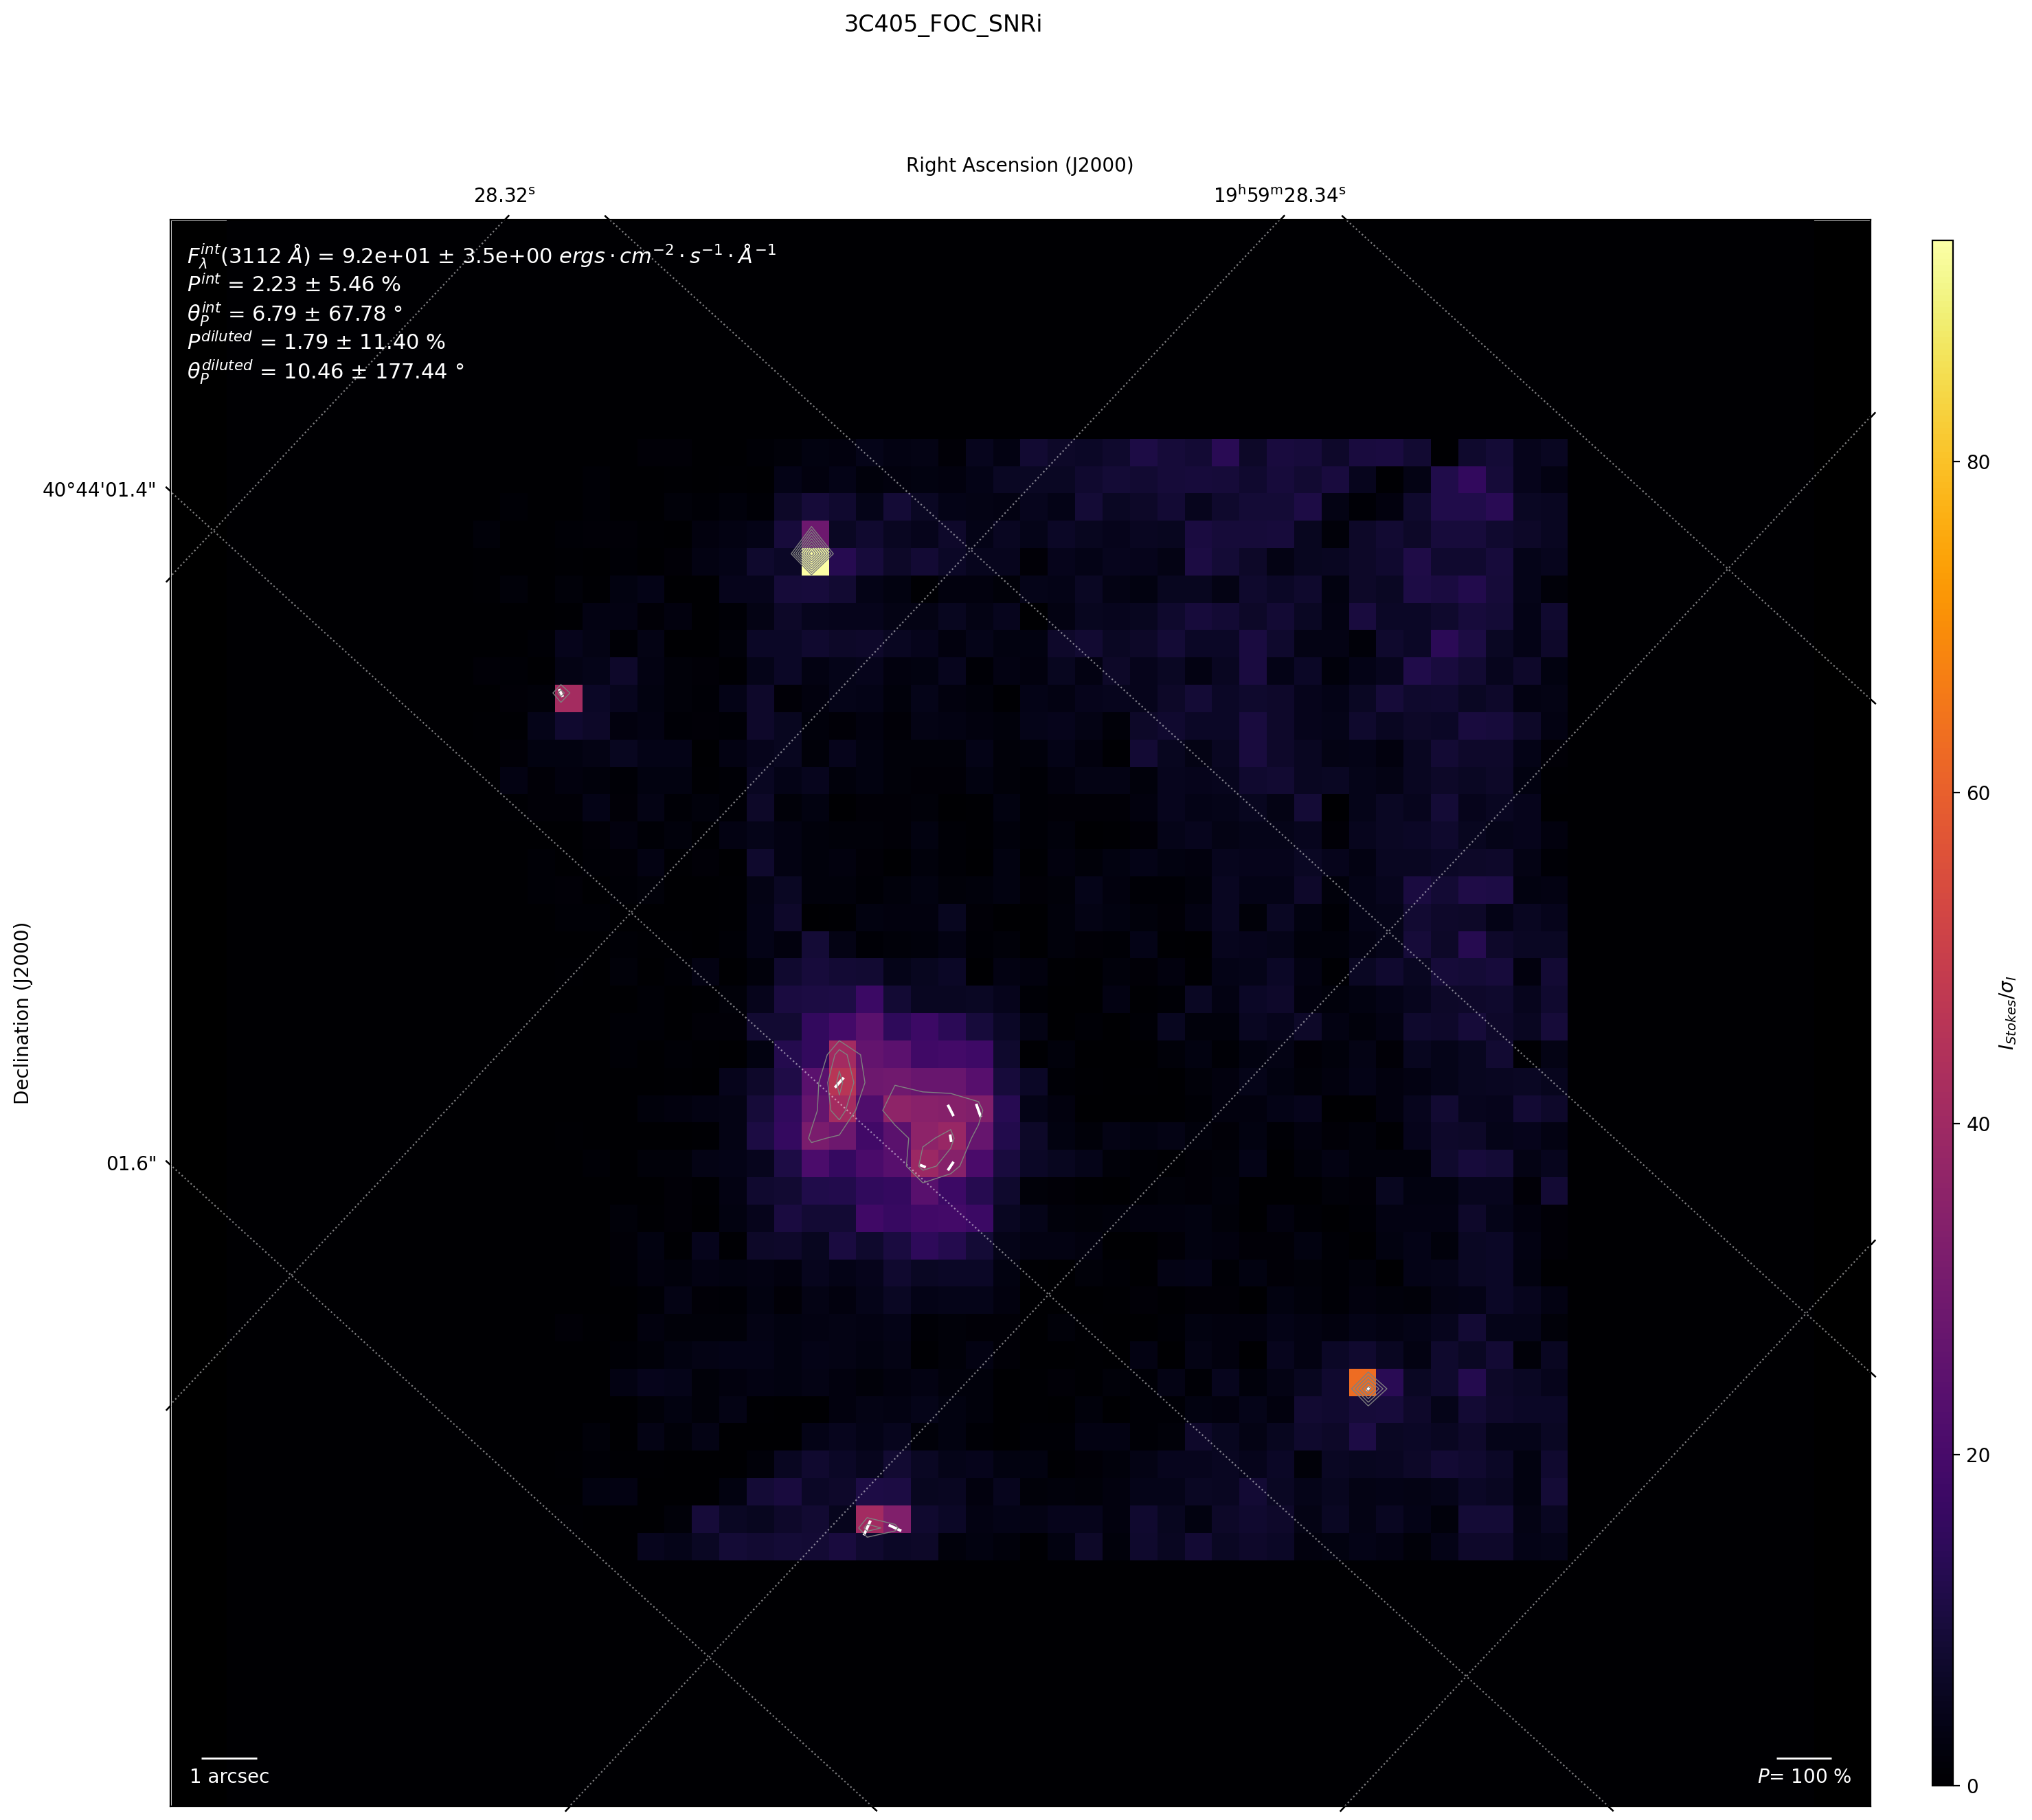 3C405_FOC_SNRi
Right Ascension (J2000)
28.32ˢ
19ʰ59ᵐ28.34ˢ
F_λ^int(3112 Å) = 9.2e+01 ± 3.5e+00 ergs · cm⁻² · s⁻¹ · Å⁻¹
P^int = 2.23 ± 5.46 %
θ_P^int = 6.79 ± 67.78 °
P^diluted = 1.79 ± 11.40 %
θ_P^diluted = 10.46 ± 177.44 °
40°44'01.4"
01.6"
Declination (J2000)
80
60
40
20
0
I_Stokes/σ_I
1 arcsec
P= 100 %